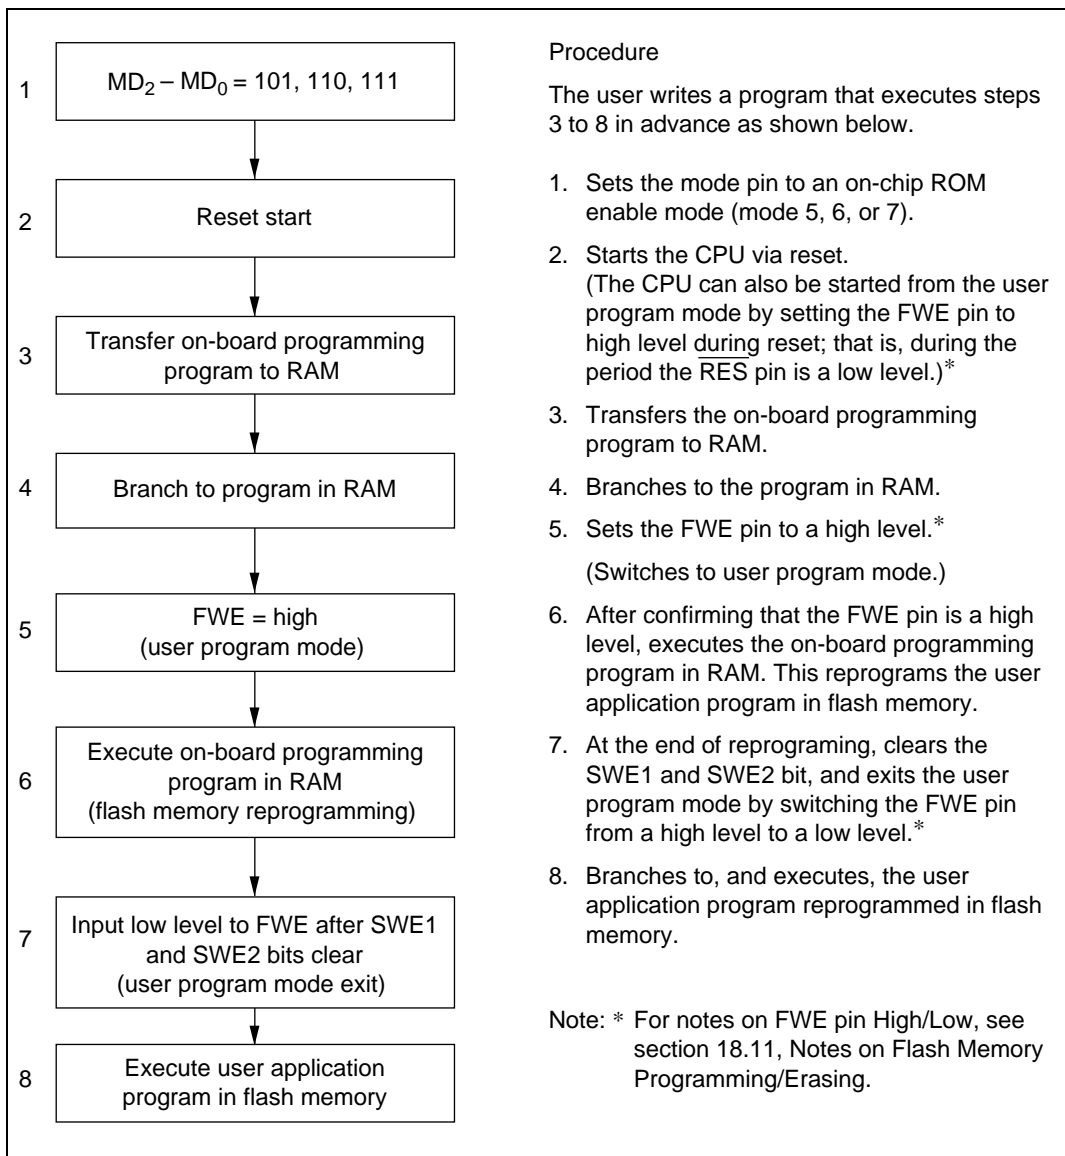 1
MD2 – MD0 = 101, 110, 111
2
Reset start
3
Transfer on-board programming
program to RAM
4
Branch to program in RAM
5
FWE = high
(user program mode)
6
Execute on-board programming
program in RAM
(flash memory reprogramming)
7
Input low level to FWE after SWE1
and SWE2 bits clear
(user program mode exit)
8
Execute user application
program in flash memory
Procedure
The user writes a program that executes steps
3 to 8 in advance as shown below.
1. Sets the mode pin to an on-chip ROM
enable mode (mode 5, 6, or 7).
2. Starts the CPU via reset.
(The CPU can also be started from the user
program mode by setting the FWE pin to
high level during reset; that is, during the
period the RES pin is a low level.)*
3. Transfers the on-board programming
program to RAM.
4. Branches to the program in RAM.
5. Sets the FWE pin to a high level.*
(Switches to user program mode.)
6. After confirming that the FWE pin is a high
level, executes the on-board programming
program in RAM. This reprograms the user
application program in flash memory.
7. At the end of reprograming, clears the
SWE1 and SWE2 bit, and exits the user
program mode by switching the FWE pin
from a high level to a low level.*
8. Branches to, and executes, the user
application program reprogrammed in flash
memory.
Note: * For notes on FWE pin High/Low, see
section 18.11, Notes on Flash Memory
Programming/Erasing.